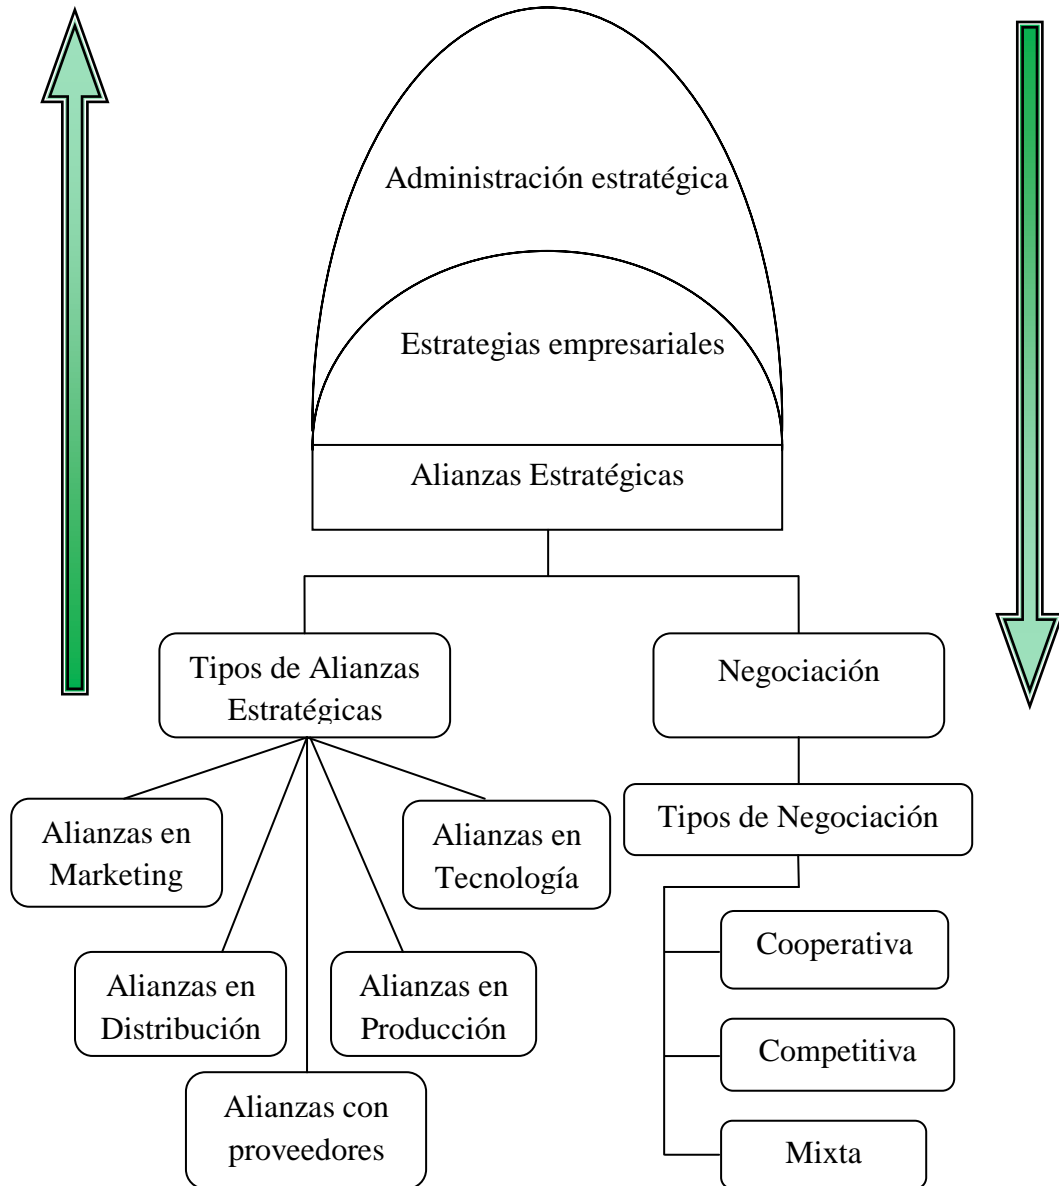 Administración estratégica
Estrategias empresariales
Alianzas Estratégicas
Tipos de Alianzas
Estratégicas
Negociación
Alianzas en
Marketing
Alianzas en
Tecnología
Tipos de Negociación
Alianzas en
Distribución
Alianzas en
Producción
Alianzas con
proveedores
Cooperativa
Competitiva
Mixta